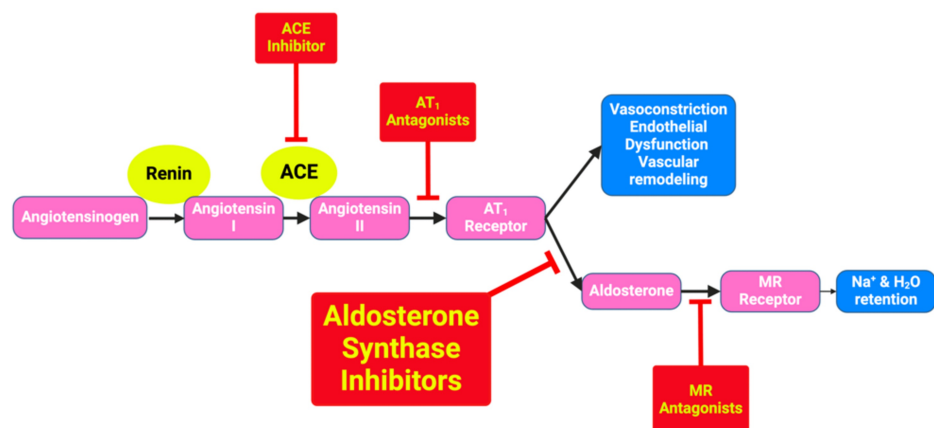 ACE
Inhibitor
AT₁
Antagonists
Vasoconstriction
Endothelial
Dysfunction
Vascular
remodeling
Renin
ACE
Angiotensinogen
Angiotensin
I
Angiotensin
II
AT₁
Receptor
Aldosterone
MR
Receptor
Na⁺ & H₂O
retention
Aldosterone
Synthase
Inhibitors
MR
Antagonists